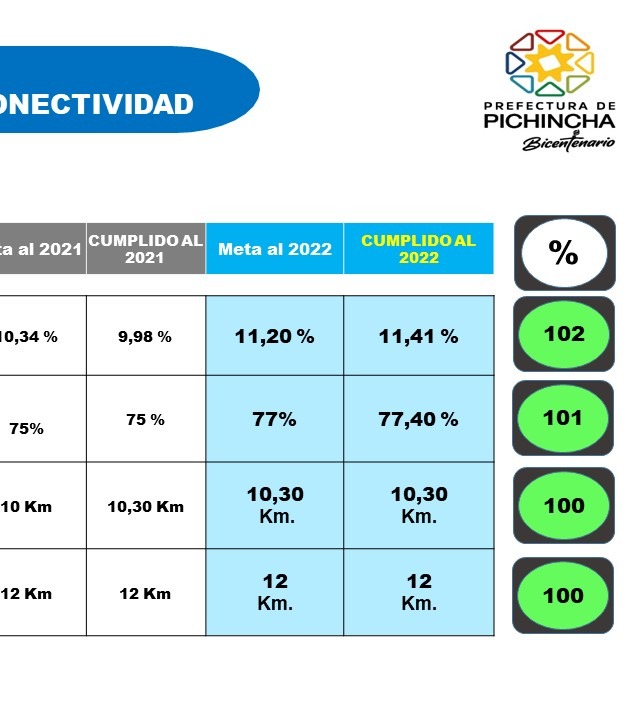 ONECTIVIDAD
PREFECTURA DE
PICHINCHA
Bicentenario
ta al 2021 CUMPLIDO AL 2021 Meta al 2022 CUMPLIDO AL 2022 %
10,34 % 9,98 % 11,20 % 11,41 % 102
75% 75 % 77% 77,40 % 101
10 Km 10,30 Km 10,30 Km. 10,30 Km. 100
12 Km 12 Km 12 Km. 12 Km. 100